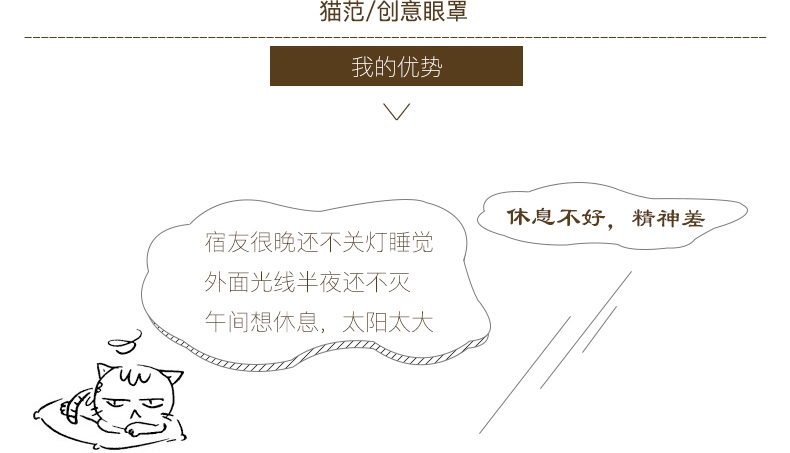 猫范/创意眼罩
我的优势
休息不好，精神差
宿友很晚还不关灯睡觉
外面光线半夜还不灭
午间想休息，太阳太大